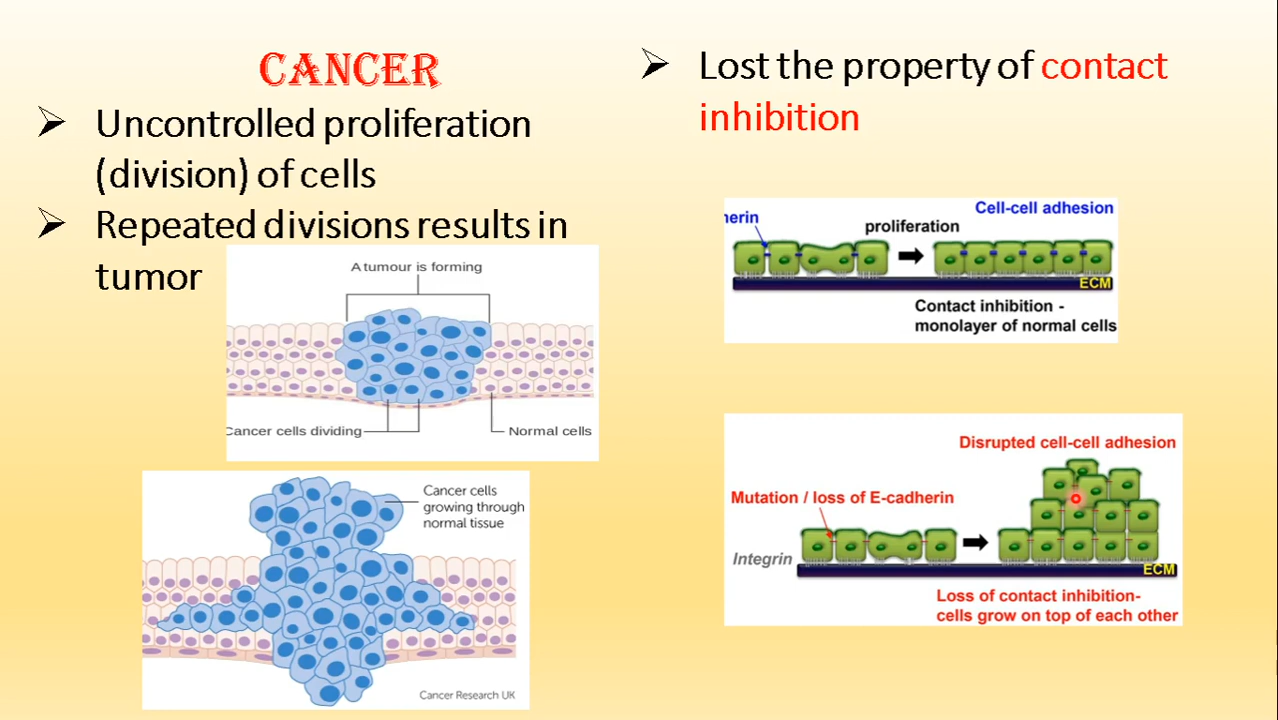 CANCER
➢ Uncontrolled proliferation
(division) of cells
➢ Repeated divisions results in
tumor
A tumour is forming
Cancer cells dividing
Normal cells
Cancer cells
growing through
normal tissue
Cancer Research UK
➢ Lost the property of contact
inhibition
herin
proliferation
Cell-cell adhesion
ECM
Contact inhibition -
monolayer of normal cells
Disrupted cell-cell adhesion
Mutation / loss of E-cadherin
Integrin
ECM
Loss of contact inhibition-
cells grow on top of each other